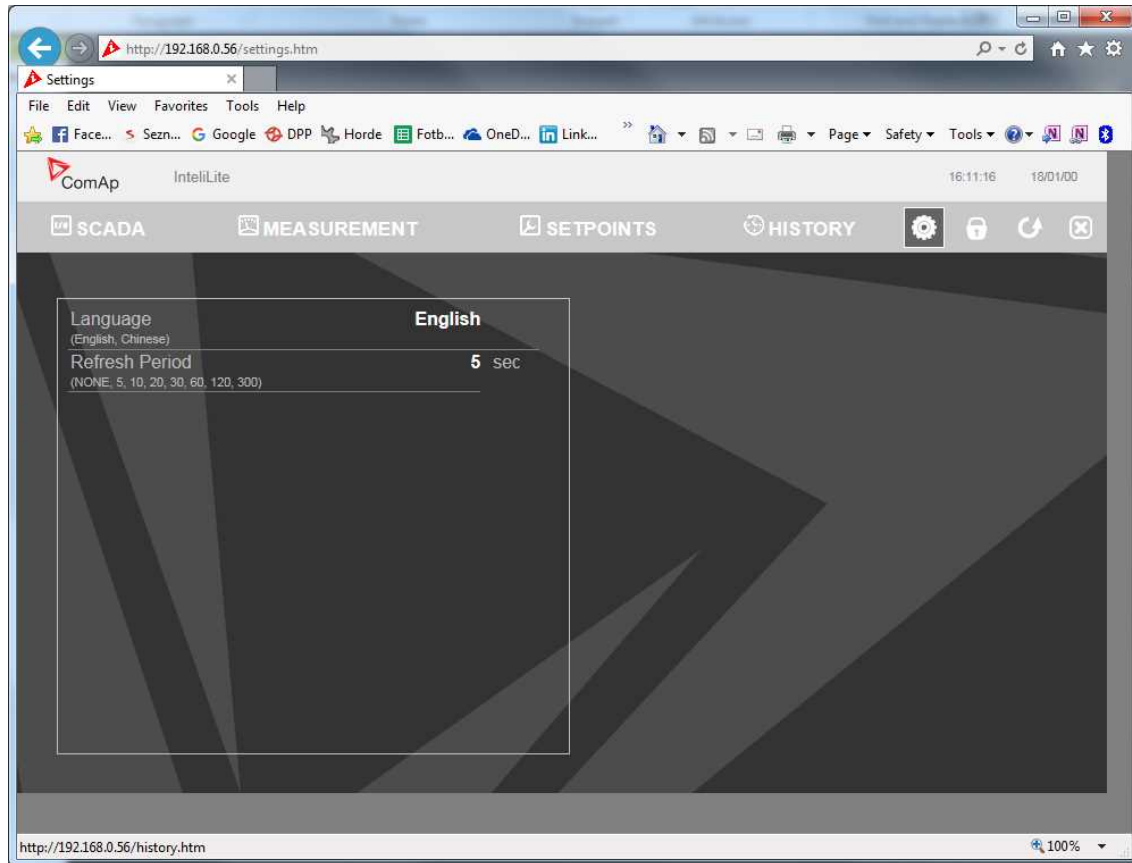 http://192.168.0.56/settings.htm
Settings
File Edit View Favorites Tools Help
Face... Sezn... Google DPP Horde Fotb... OneD... Link... » Page Safety Tools
ComAp InteliLite 16:11:16 18/01/00
SCADA MEASUREMENT SETPOINTS HISTORY
Language English
(English, Chinese)
Refresh Period 5 sec
(NONE, 5, 10, 20, 30, 60, 120, 300)
http://192.168.0.56/history.htm 100%